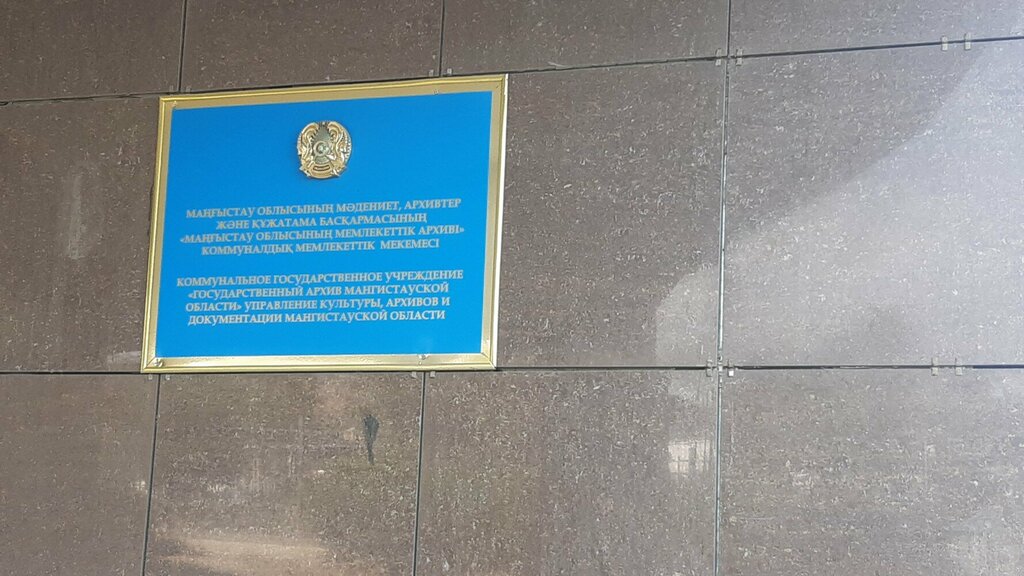 МАҢҒЫСТАУ ОБЛЫСЫНЫҢ МӘДЕНИЕТ, АРХИВТЕР
ЖӘНЕ ҚҰЖАТАМА БАСҚАРМАСЫНЫҢ
«МАҢҒЫСТАУ ОБЛЫСЫНЫҢ МЕМЛЕКЕТТІК АРХИВІ»
КОММУНАЛДЫҚ МЕМЛЕКЕТТІК МЕКЕМЕСІ
КОММУНАЛЬНОЕ ГОСУДАРСТВЕННОЕ УЧРЕЖДЕНИЕ
«ГОСУДАРСТВЕННЫЙ АРХИВ МАНГИСТАУСКОЙ
ОБЛАСТИ» УПРАВЛЕНИЕ КУЛЬТУРЫ, АРХИВОВ И
ДОКУМЕНТАЦИИ МАНГИСТАУСКОЙ ОБЛАСТИ